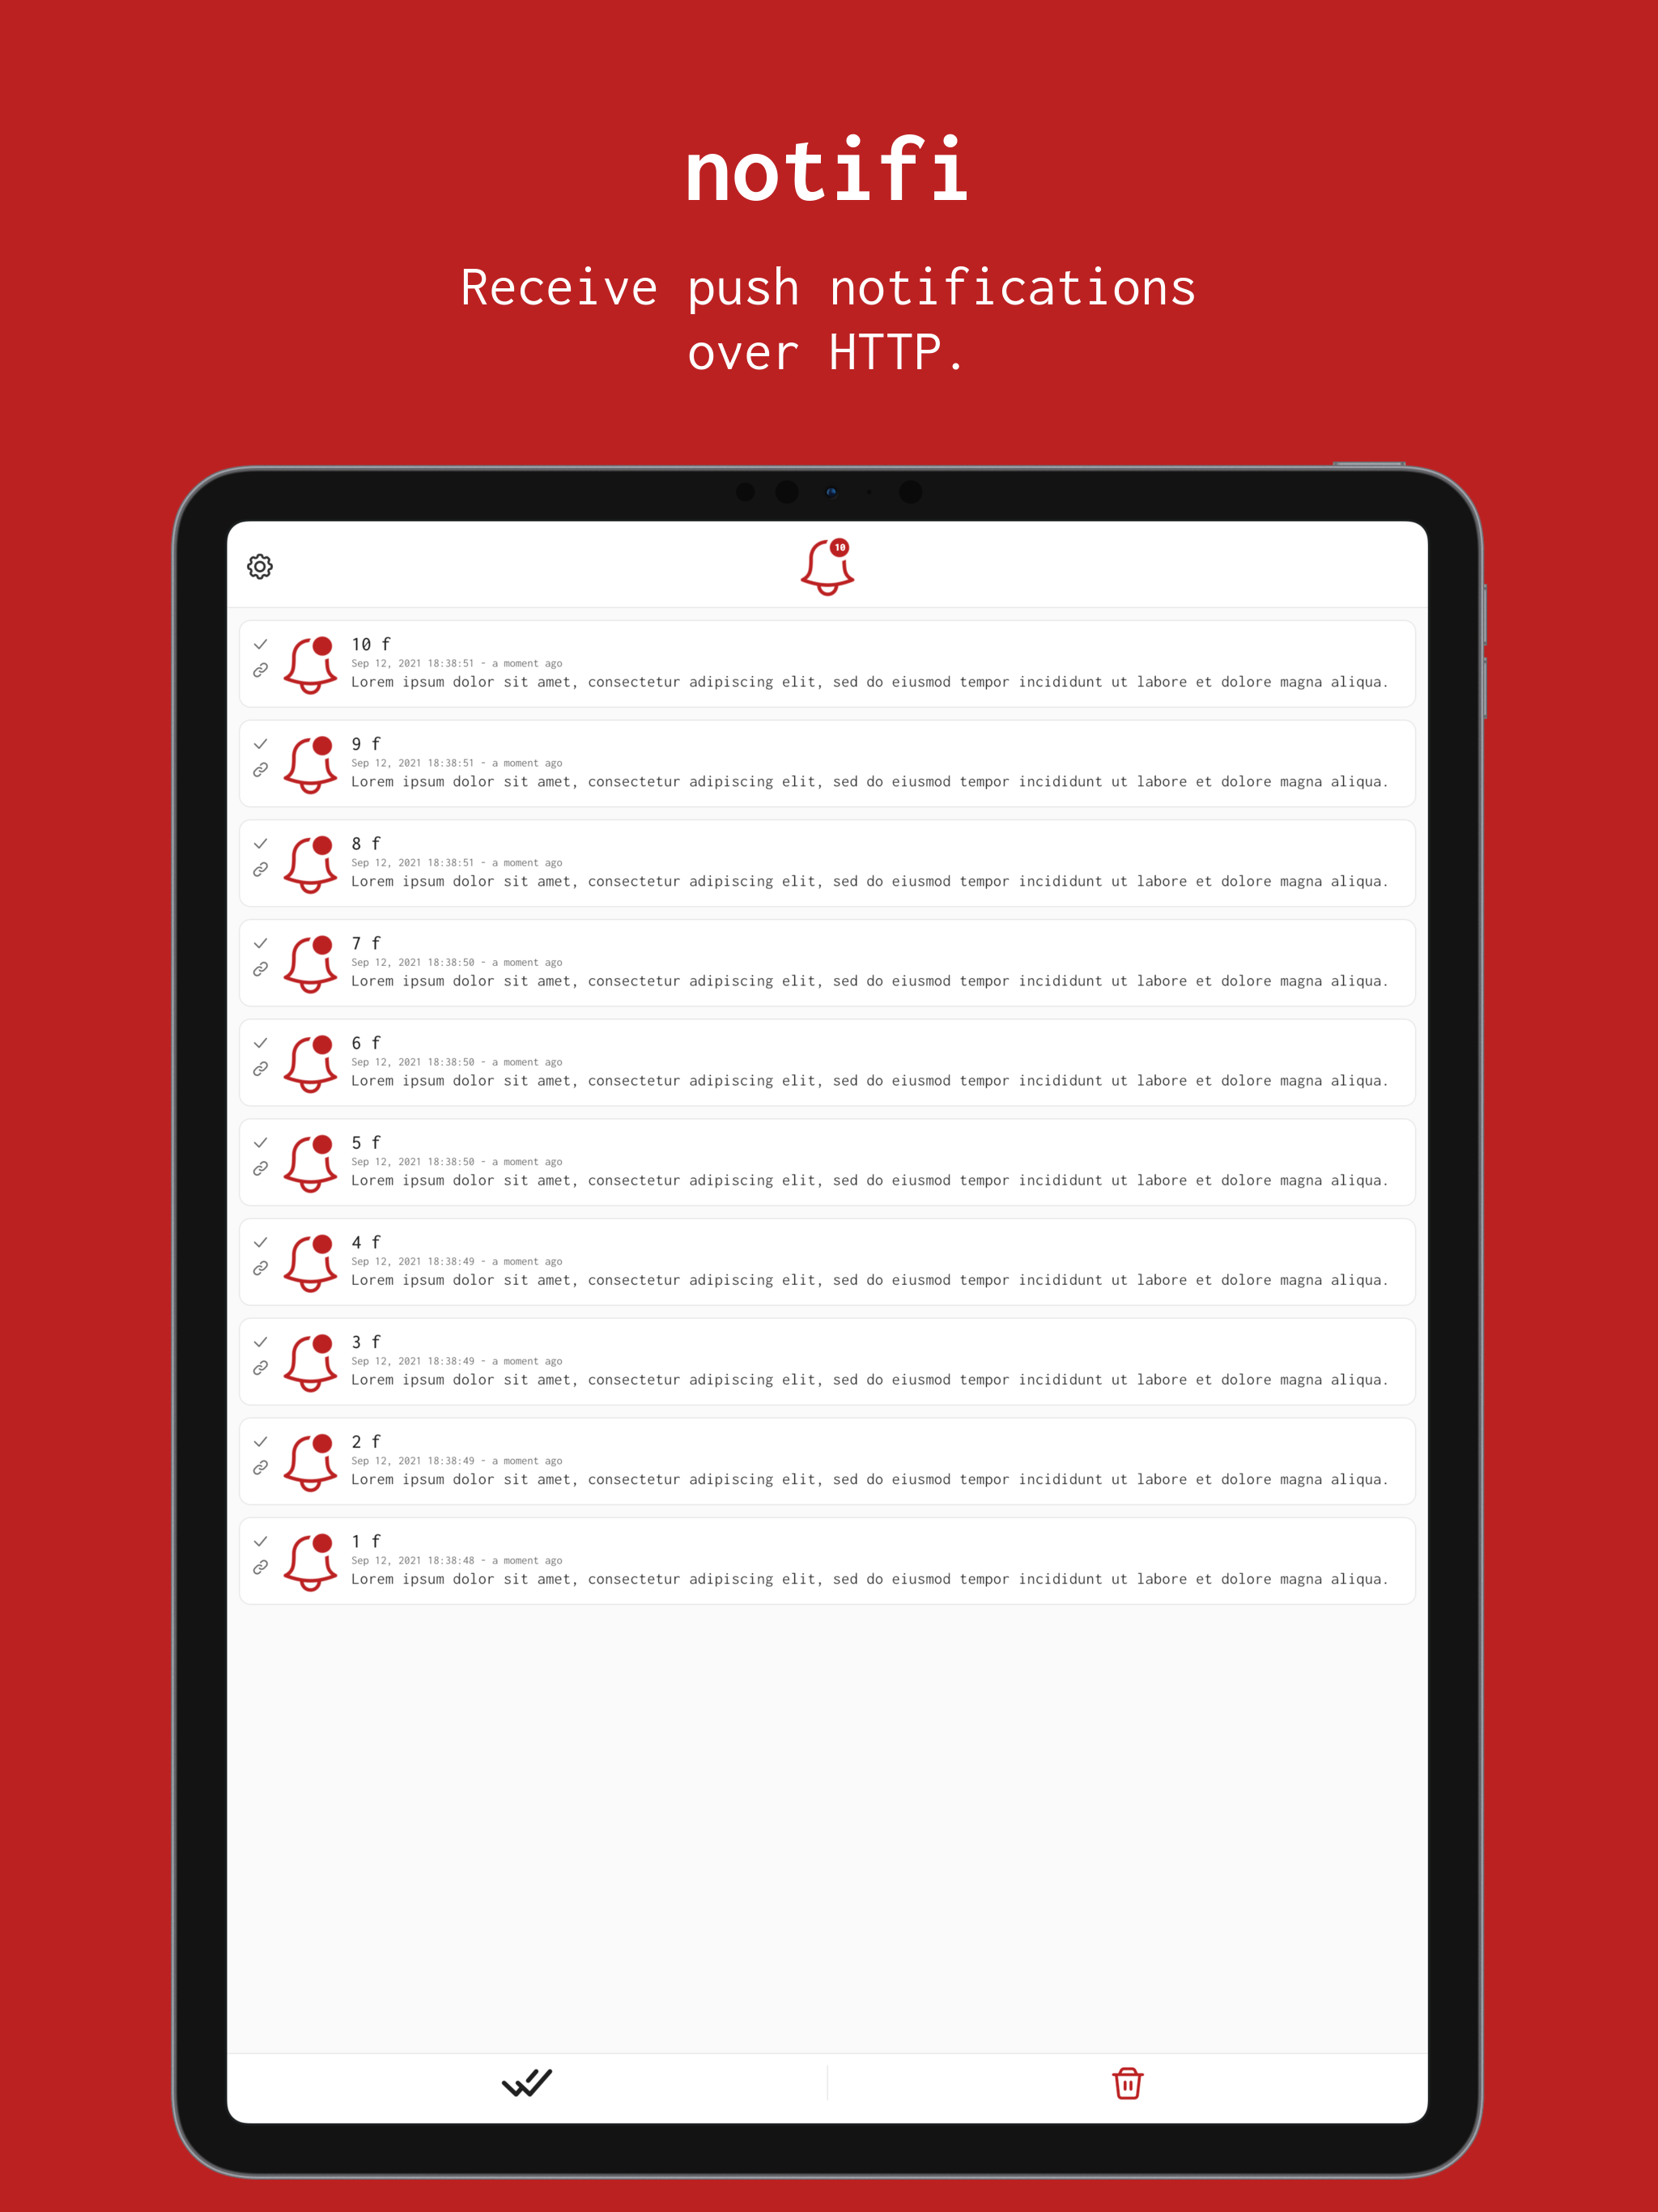 notifi
Receive push notifications
over HTTP.
10
10 f
Sep 12, 2021 18:38:51 - a moment ago
Lorem ipsum dolor sit amet, consectetur adipiscing elit, sed do eiusmod tempor incididunt ut labore et dolore magna aliqua.
9 f
Sep 12, 2021 18:38:51 - a moment ago
Lorem ipsum dolor sit amet, consectetur adipiscing elit, sed do eiusmod tempor incididunt ut labore et dolore magna aliqua.
8 f
Sep 12, 2021 18:38:51 - a moment ago
Lorem ipsum dolor sit amet, consectetur adipiscing elit, sed do eiusmod tempor incididunt ut labore et dolore magna aliqua.
7 f
Sep 12, 2021 18:38:50 - a moment ago
Lorem ipsum dolor sit amet, consectetur adipiscing elit, sed do eiusmod tempor incididunt ut labore et dolore magna aliqua.
6 f
Sep 12, 2021 18:38:50 - a moment ago
Lorem ipsum dolor sit amet, consectetur adipiscing elit, sed do eiusmod tempor incididunt ut labore et dolore magna aliqua.
5 f
Sep 12, 2021 18:38:50 - a moment ago
Lorem ipsum dolor sit amet, consectetur adipiscing elit, sed do eiusmod tempor incididunt ut labore et dolore magna aliqua.
4 f
Sep 12, 2021 18:38:49 - a moment ago
Lorem ipsum dolor sit amet, consectetur adipiscing elit, sed do eiusmod tempor incididunt ut labore et dolore magna aliqua.
3 f
Sep 12, 2021 18:38:49 - a moment ago
Lorem ipsum dolor sit amet, consectetur adipiscing elit, sed do eiusmod tempor incididunt ut labore et dolore magna aliqua.
2 f
Sep 12, 2021 18:38:49 - a moment ago
Lorem ipsum dolor sit amet, consectetur adipiscing elit, sed do eiusmod tempor incididunt ut labore et dolore magna aliqua.
1 f
Sep 12, 2021 18:38:48 - a moment ago
Lorem ipsum dolor sit amet, consectetur adipiscing elit, sed do eiusmod tempor incididunt ut labore et dolore magna aliqua.